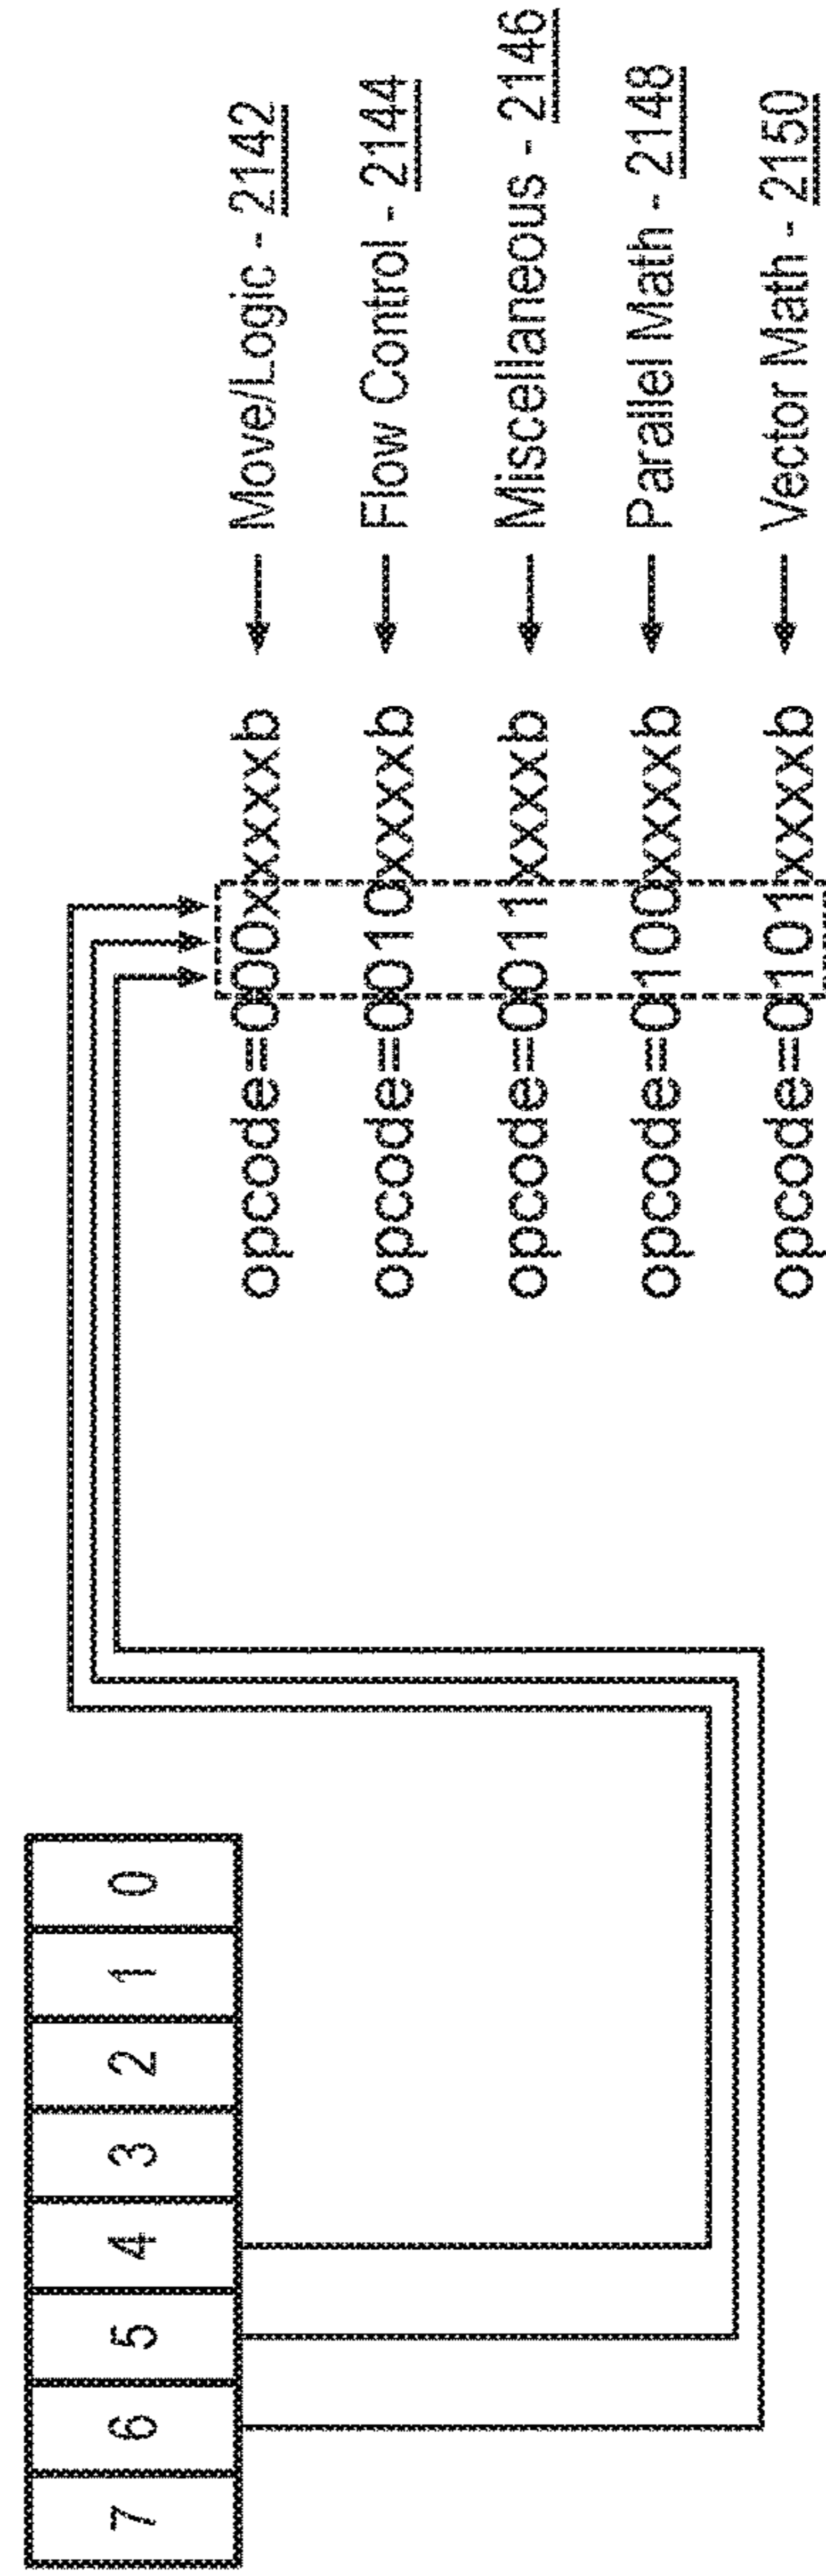 7 6 5 4 3 2 1 0
opcode=000xxxxxb ← Move/Logic - 2142
opcode=0010xxxxb ← Flow Control - 2144
opcode=0011xxxxb ← Miscellaneous - 2146
opcode=0100xxxxb ← Parallel Math - 2148
opcode=0101xxxxb ← Vector Math - 2150